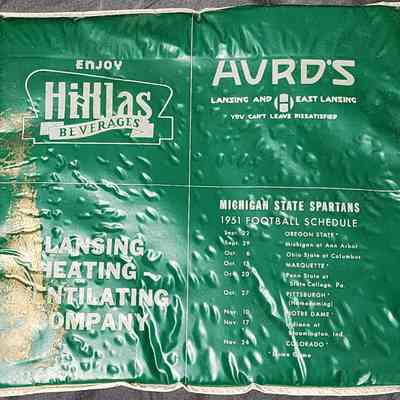 ENJOY
HiKlas
BEVERAGES
HURD'S
LANSING AND H EAST LANSING
YOU CAN'T LEAVE DISSATISFIED
LANSING
HEATING
NTILATING
OMPANY
MICHIGAN STATE SPARTANS
1951 FOOTBALL SCHEDULE
Sept. 22 OREGON STATE*
Sept. 29 Michigan at Ann Arbor
Oct 6 Ohio State at Columbus
Oct. 13 MARQUETTE*
Oct. 20 Penn State at
State College, Pa.
Oct. 27 PITTSBURGH*
(Homecoming)
Nov 10 NOTRE DAME*
Nov 17 Indiana at
Bloomington, Ind.
Nov 24 COLORADO*
*Home Game